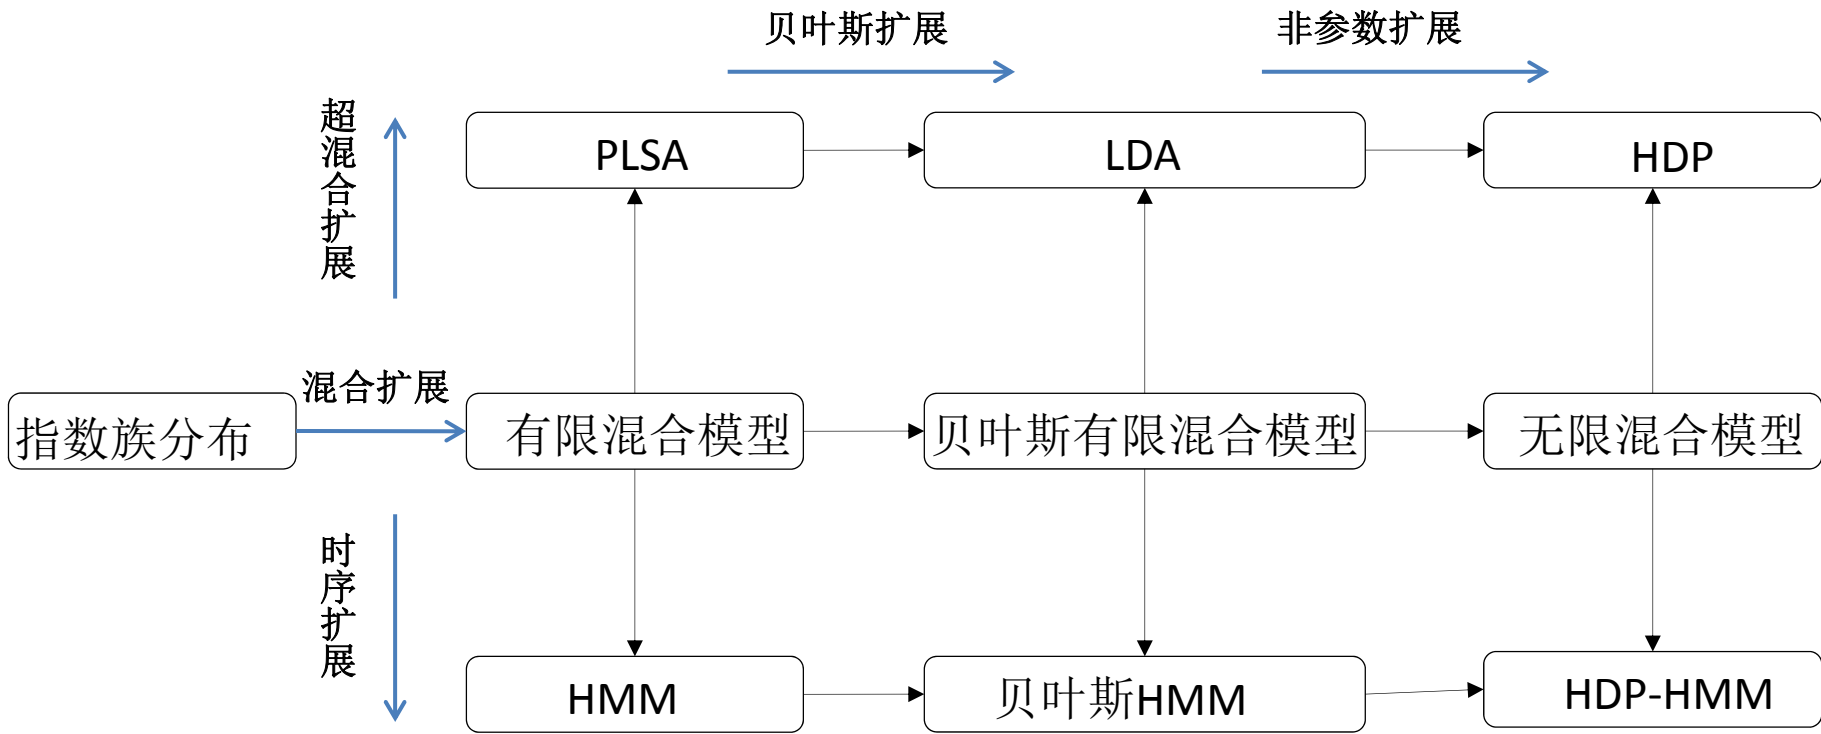 贝叶斯扩展
非参数扩展
超混合扩展
PLSA
LDA
HDP
混合扩展
指数族分布
有限混合模型
贝叶斯有限混合模型
无限混合模型
时序扩展
HMM
贝叶斯HMM
HDP-HMM